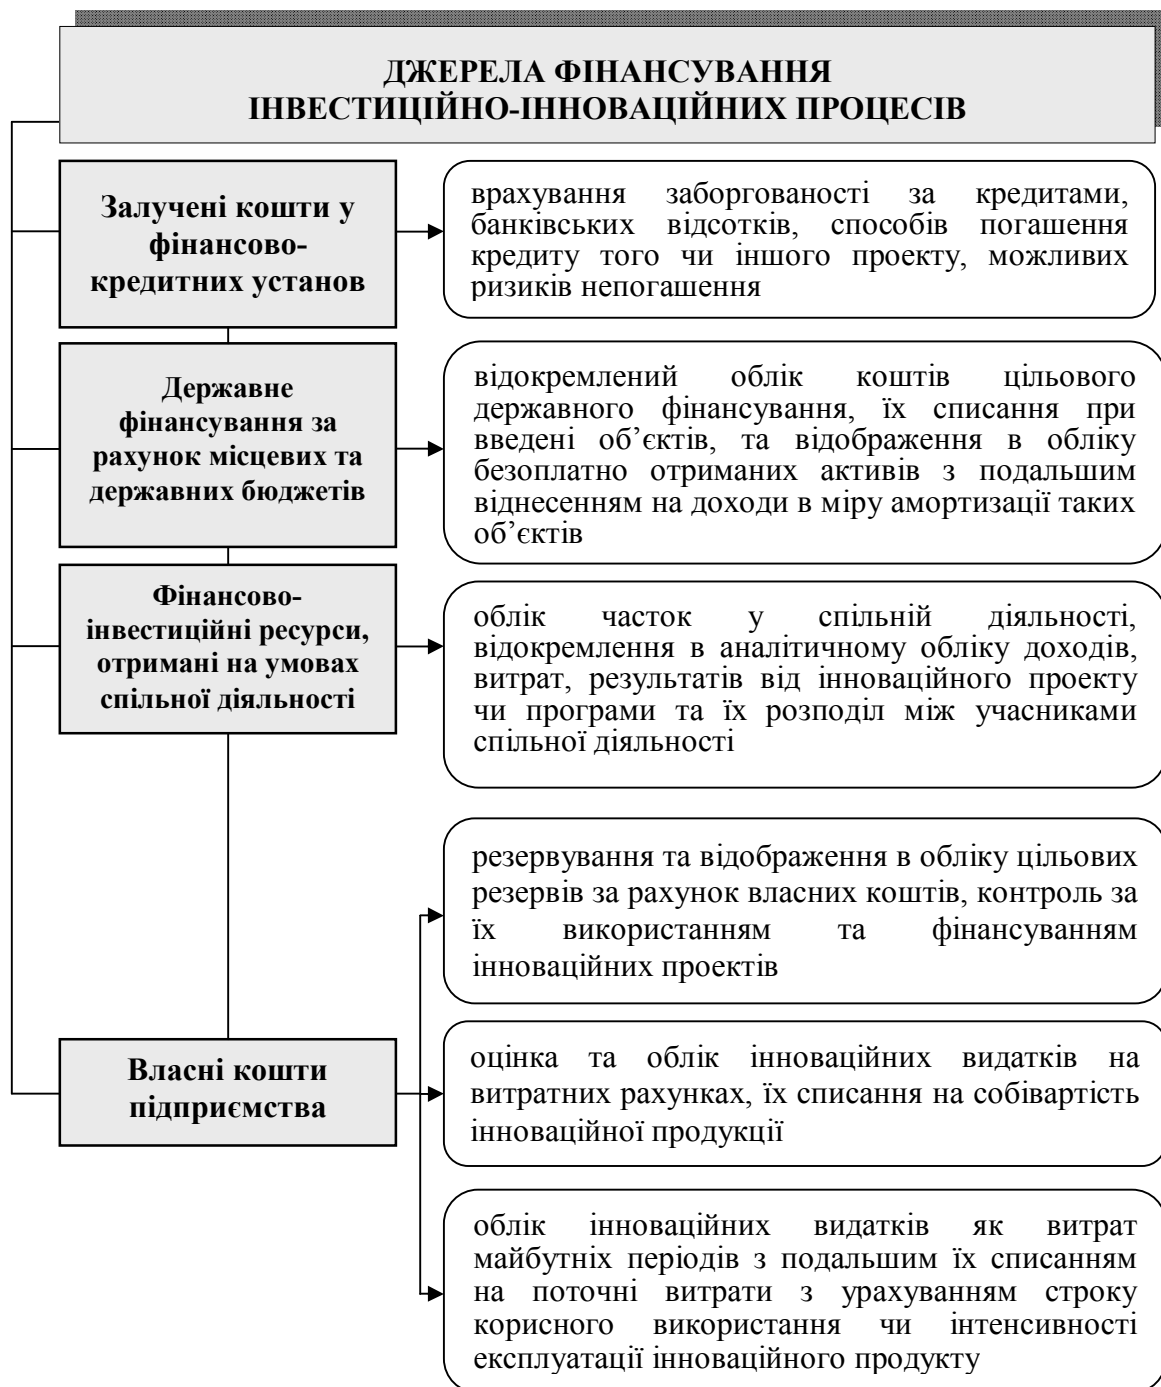 ДЖЕРЕЛА ФІНАНСУВАННЯ
ІНВЕСТИЦІЙНО-ІННОВАЦІЙНИХ ПРОЦЕСІВ
Залучені кошти у
фінансово-
кредитних установ
врахування заборгованості за кредитами,
банківських відсотків, способів погашення
кредиту того чи іншого проекту, можливих
ризиків непогашення
Державне
фінансування за
рахунок місцевих та
державних бюджетів
відокремлений облік коштів цільового
державного фінансування, їх списання при
введені об’єктів, та відображення в обліку
безоплатно отриманих активів з подальшим
віднесенням на доходи в міру амортизації таких
об’єктів
Фінансово-
інвестиційні ресурси,
отримані на умовах
спільної діяльності
облік часток у спільній діяльності,
відокремлення в аналітичному обліку доходів,
витрат, результатів від інноваційного проекту
чи програми та їх розподіл між учасниками
спільної діяльності
резервування та відображення в обліку цільових
резервів за рахунок власних коштів, контроль за
їх використанням та фінансуванням
інноваційних проектів
Власні кошти
підприємства
оцінка та облік інноваційних видатків на
витратних рахунках, їх списання на собівартість
інноваційної продукції
облік інноваційних видатків як витрат
майбутніх періодів з подальшим їх списанням
на поточні витрати з урахуванням строку
корисного використання чи інтенсивності
експлуатації інноваційного продукту